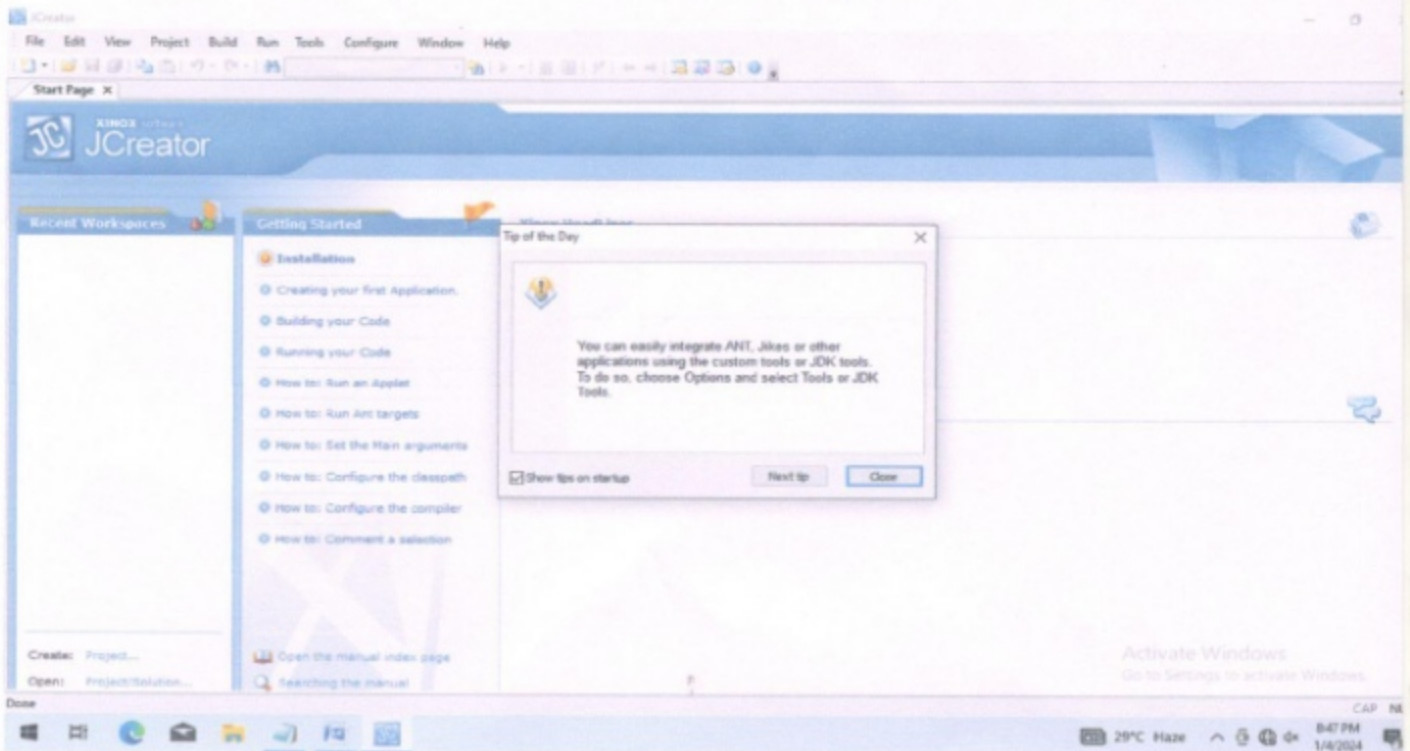 JCreator
File Edit View Project Build Run Tools Configure Window Help
Start Page X
JC XINOX software
JCreator
Recent Workspaces
Getting Started
Installation
Creating your first Application.
Building your Code
Running your Code
How to: Run an Applet
How to: Run Ant targets
How to: Set the Main arguments
How to: Configure the classpath
How to: Configure the compiler
How to: Comment a selection
Open the manual index page
Searching the manual
Create: Project...
Open: Project/Solution...
Xinox HeadLines
Tip of the Day
You can easily integrate ANT, Jikes or other
applications using the custom tools or JDK tools.
To do so, choose Options and select Tools or JDK
Tools.
Show tips on startup
Next tip
Close
Activate Windows
Go to Settings to activate Windows.
Done
CAP
29°C Haze
8:47 PM
1/4/2024